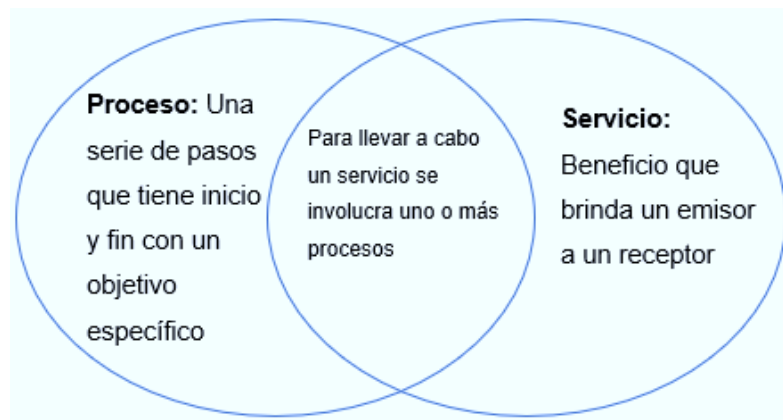 Proceso: Una
serie de pasos
que tiene inicio
y fin con un
objetivo
específico
Para llevar a cabo
un servicio se
involucra uno o más
procesos
Servicio:
Beneficio que
brinda un emisor
a un receptor